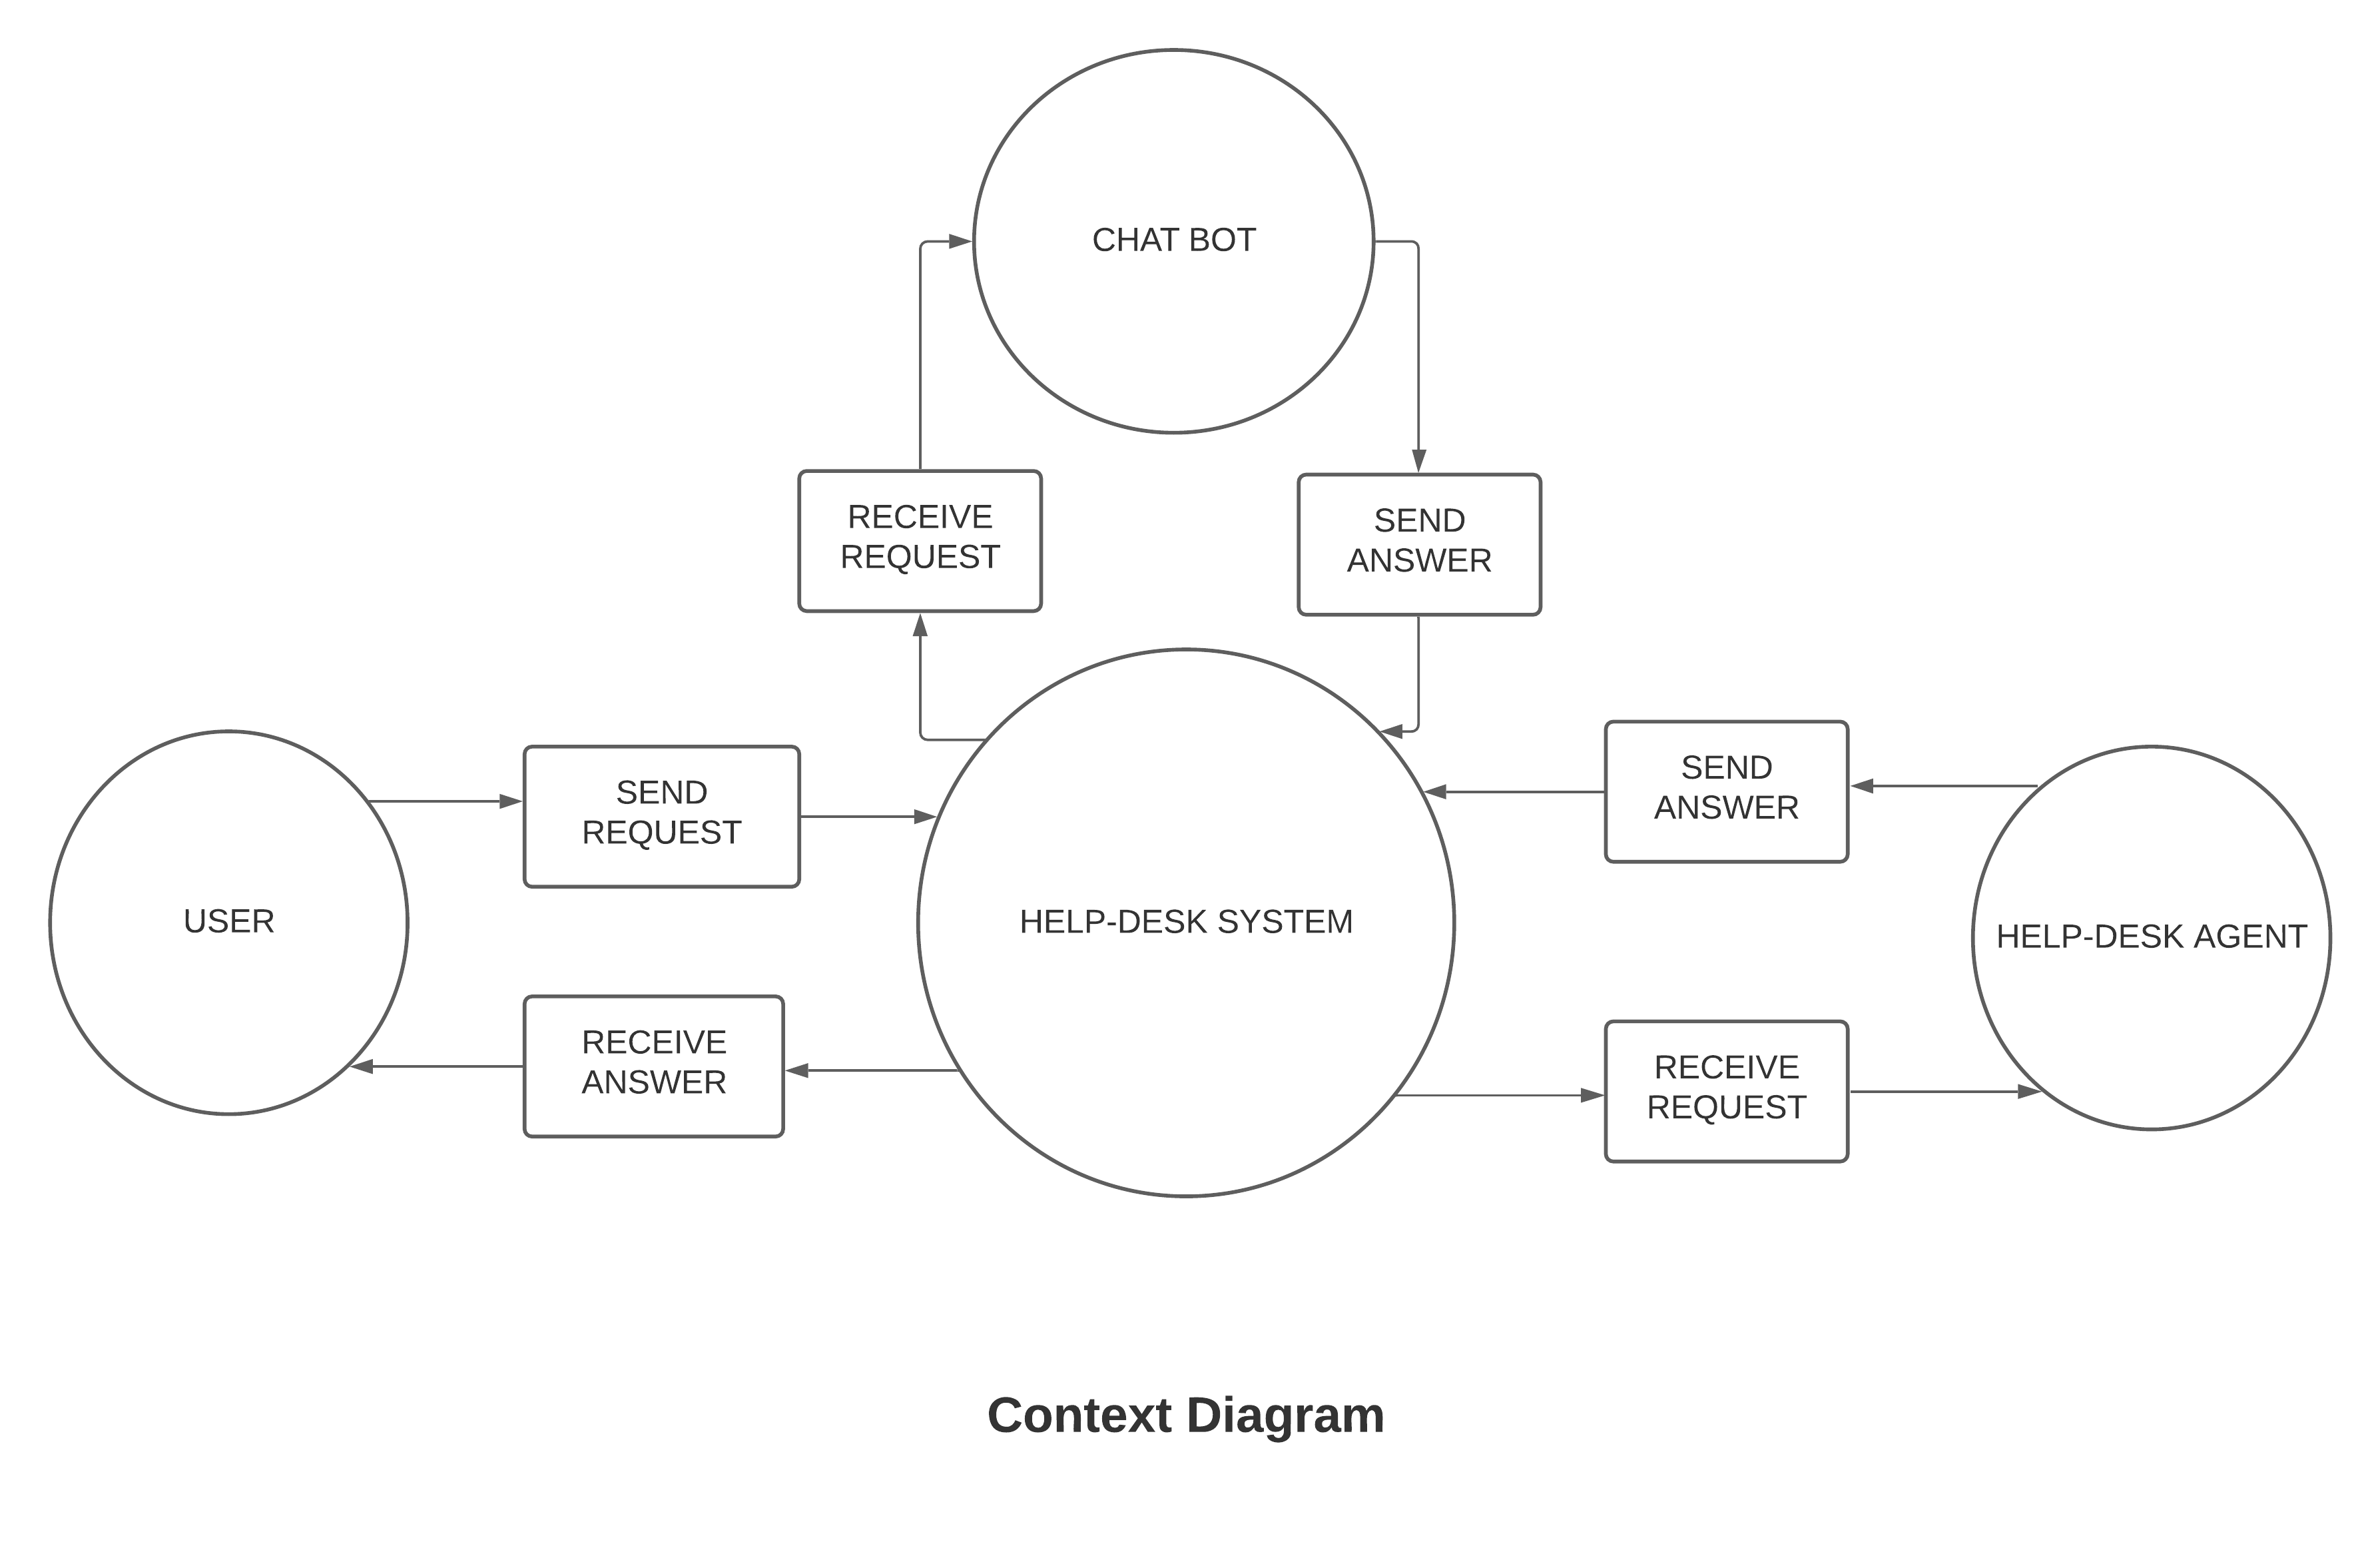 CHAT BOT
RECEIVE
REQUEST
SEND
ANSWER
SEND
REQUEST
SEND
ANSWER
USER
HELP-DESK SYSTEM
HELP-DESK AGENT
RECEIVE
ANSWER
RECEIVE
REQUEST
Context Diagram